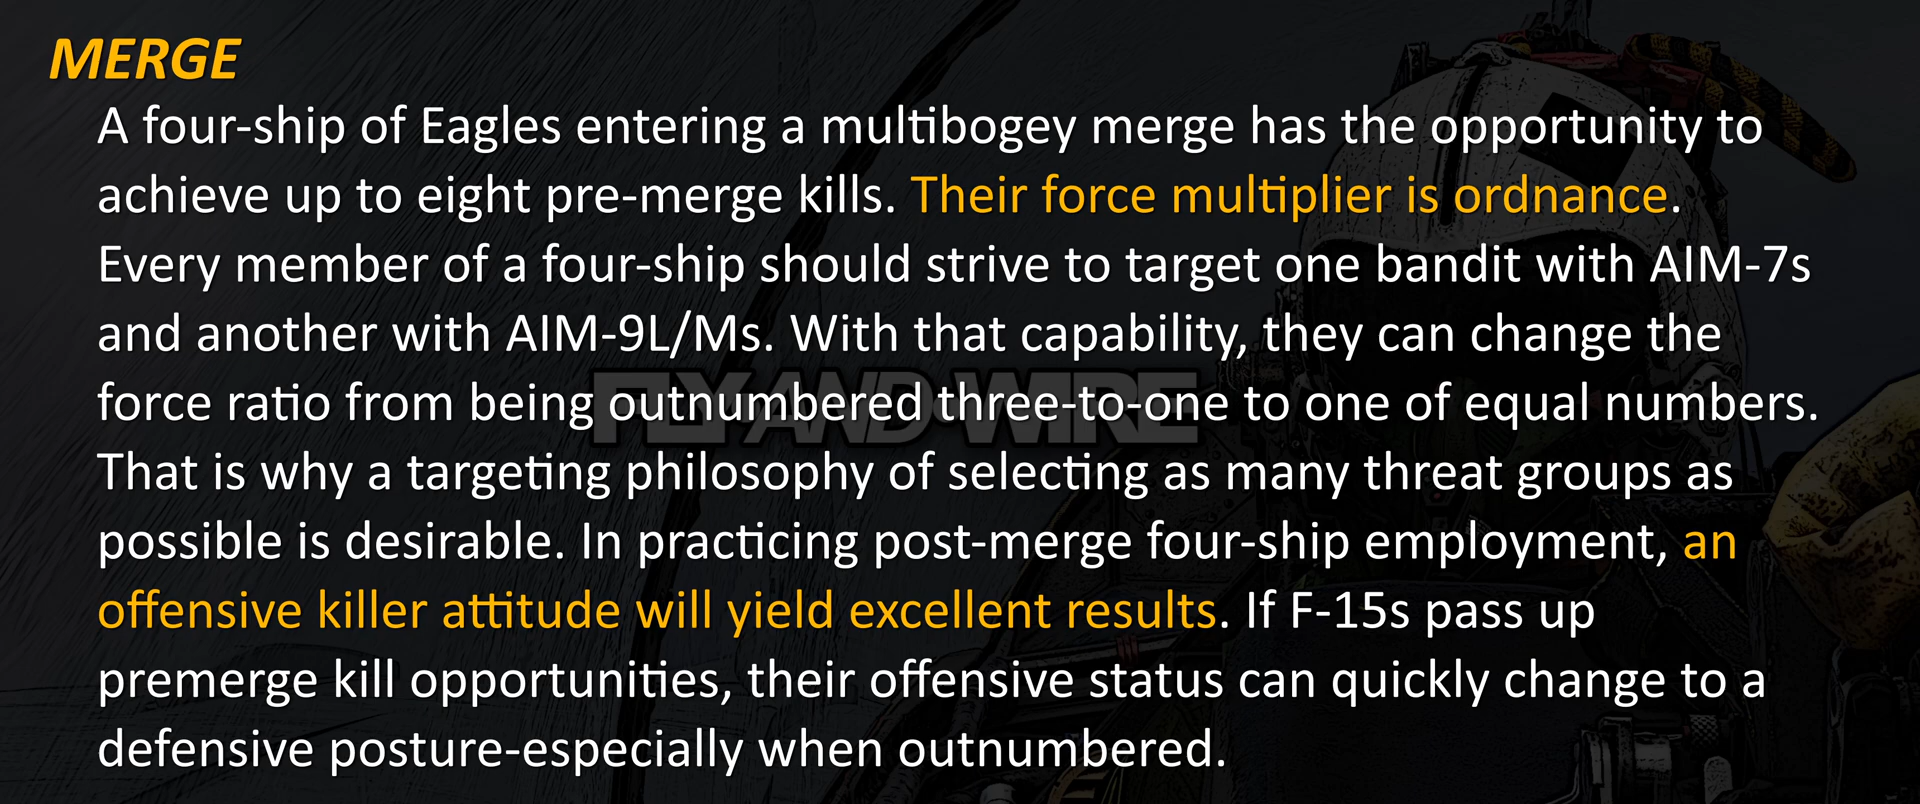 MERGE
A four-ship of Eagles entering a multibogey merge has the opportunity to
achieve up to eight pre-merge kills. Their force multiplier is ordnance.
Every member of a four-ship should strive to target one bandit with AIM-7s
and another with AIM-9L/Ms. With that capability, they can change the
force ratio from being outnumbered three-to-one to one of equal numbers.
FLY AND WIRE
That is why a targeting philosophy of selecting as many threat groups as
possible is desirable. In practicing post-merge four-ship employment, an
offensive killer attitude will yield excellent results. If F-15s pass up
premerge kill opportunities, their offensive status can quickly change to a
defensive posture-especially when outnumbered.